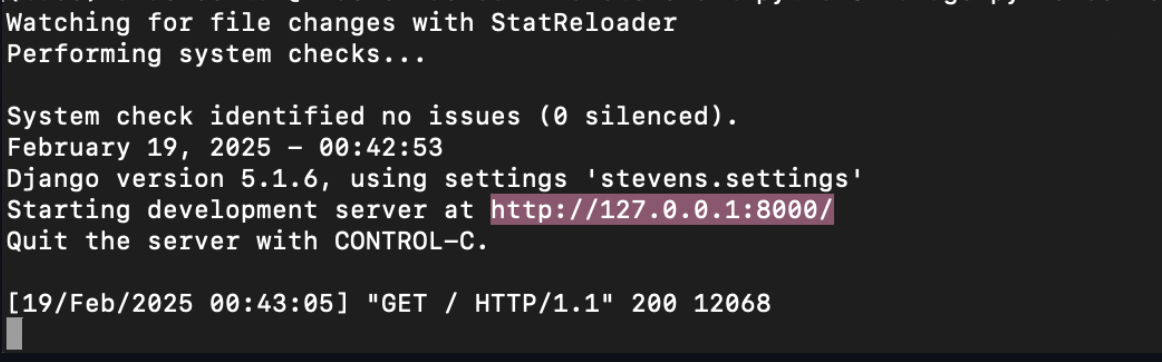 Watching for file changes with StatReloader
Performing system checks...
System check identified no issues (0 silenced).
February 19, 2025 - 00:42:53
Django version 5.1.6, using settings 'stevens.settings'
Starting development server at http://127.0.0.1:8000/
Quit the server with CONTROL-C.
[19/Feb/2025 00:43:05] "GET / HTTP/1.1" 200 12068